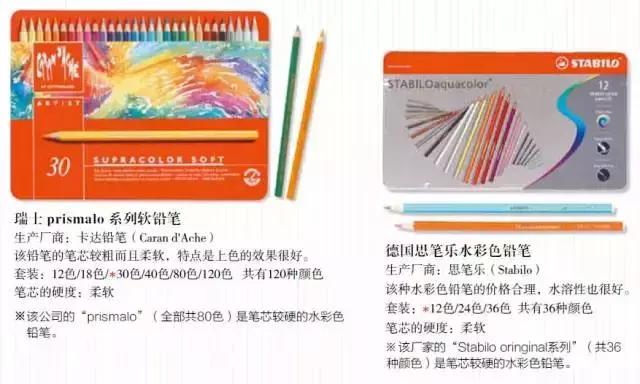 CARAN D'ACHE
ARTIST
30
SUPRACOLOR SOFT
瑞士 prismalo 系列软铅笔
生产厂商：卡达铅笔（Caran d'Ache）
该铅笔的笔芯较粗而且柔软，特点是上色的效果很好。
套装：12色/18色/*30色/40色/80色/120色 共有120种颜色
笔芯的硬度：柔软
※该公司的“prismalo”（全部共80色）是笔芯较硬的水彩色
铅笔。
STABILO
STABILOaquacolor
12
德国思笔乐水彩色铅笔
生产厂商：思笔乐（Stabilo）
该种水彩色铅笔的价格合理，水溶性也很好。
套装：*12色/24色/36色 共有36种颜色
笔芯的硬度：柔软
※该厂家的“Stabilo oringinal系列”（共36
种颜色）是笔芯较硬的水彩色铅笔。